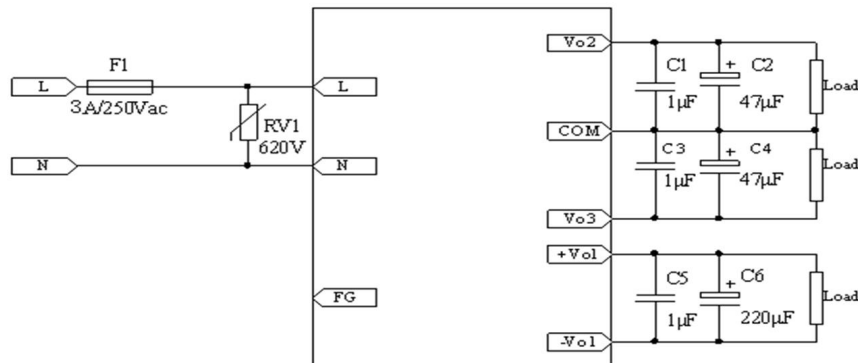 F1
L
3A/250Vac
RV1
620V
N
L
N
FG
Vo2
COM
Vo3
+Vo1
-Vo1
C1
1μF
+
C2
47μF
Load
C3
1μF
+
C4
47μF
Load
C5
1μF
+
C6
220μF
Load